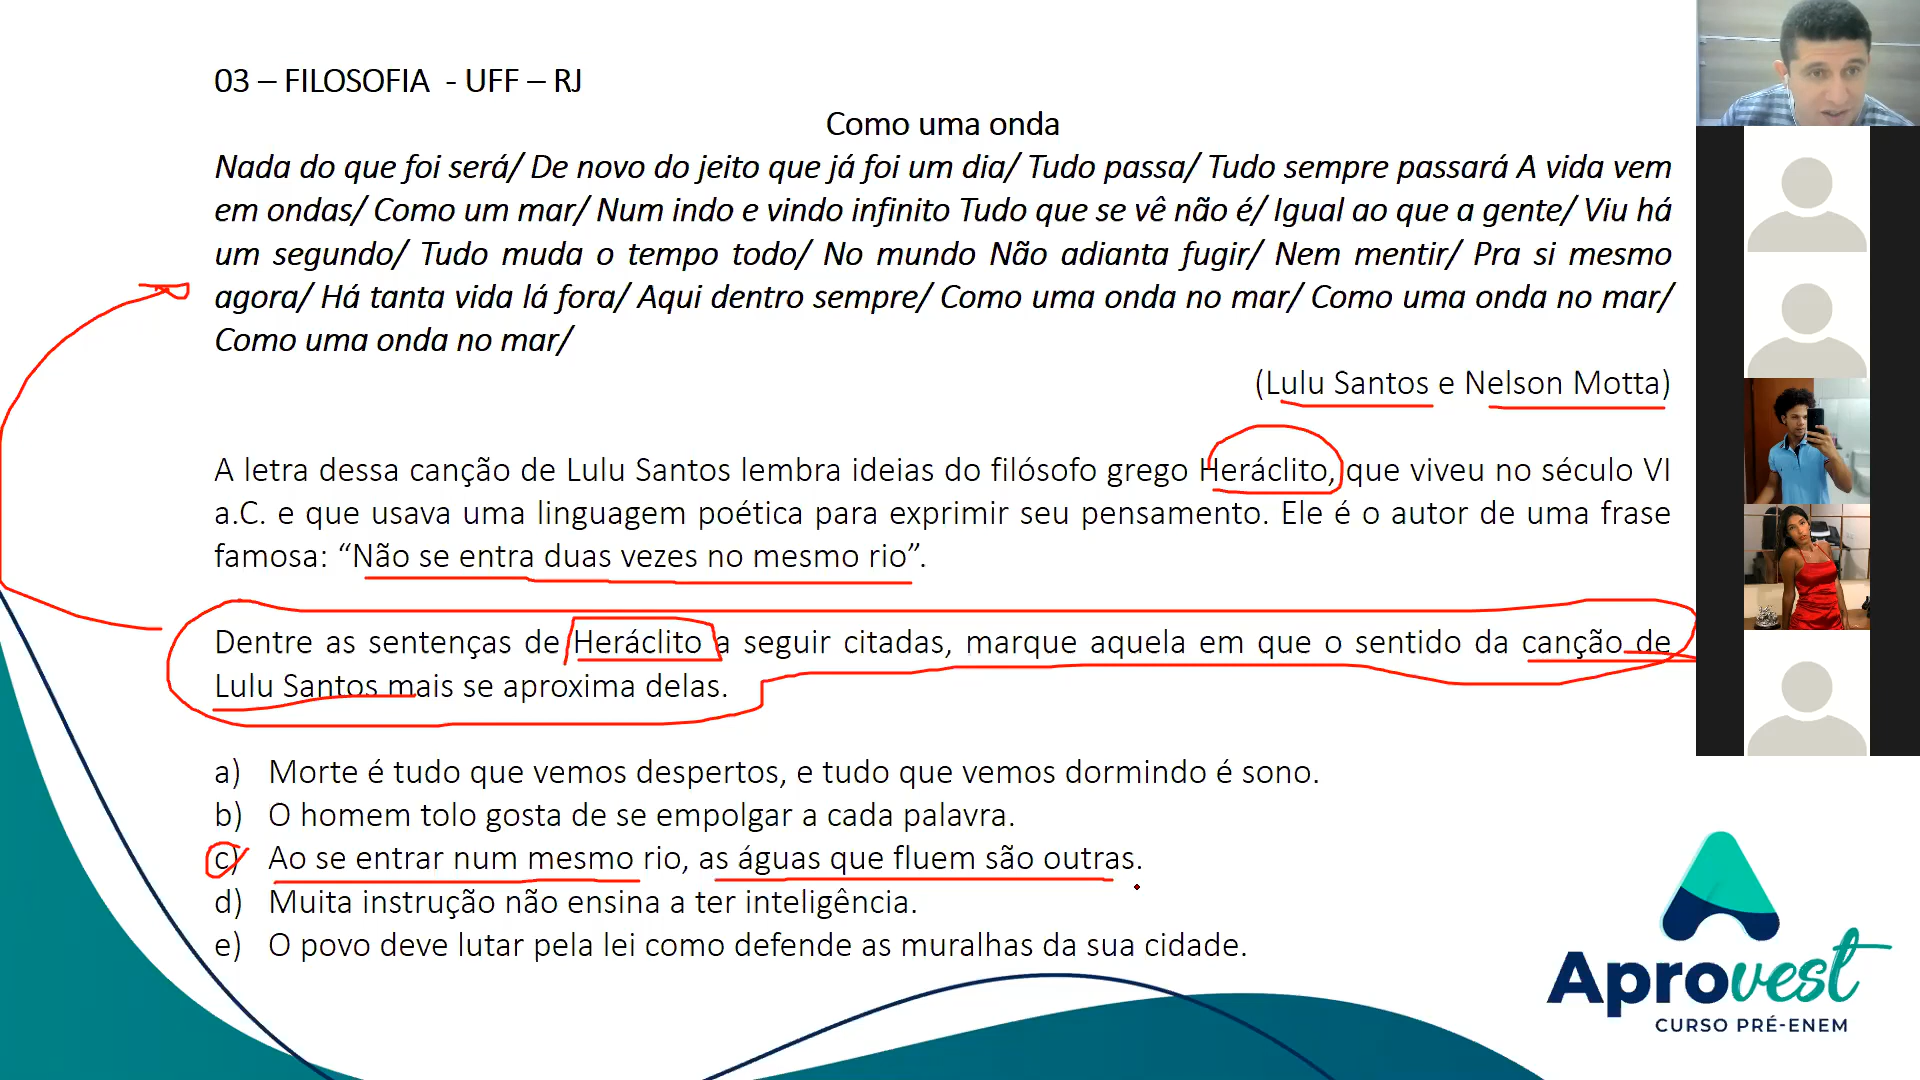 03 – FILOSOFIA - UFF – RJ
Como uma onda
Nada do que foi será/ De novo do jeito que já foi um dia/ Tudo passa/ Tudo sempre passará A vida vem
em ondas/ Como um mar/ Num indo e vindo infinito Tudo que se vê não é/ Igual ao que a gente/ Viu há
um segundo/ Tudo muda o tempo todo/ No mundo Não adianta fugir/ Nem mentir/ Pra si mesmo
agora/ Há tanta vida lá fora/ Aqui dentro sempre/ Como uma onda no mar/ Como uma onda no mar/
Como uma onda no mar/
(Lulu Santos e Nelson Motta)
A letra dessa canção de Lulu Santos lembra ideias do filósofo grego Heráclito, que viveu no século VI
a.C. e que usava uma linguagem poética para exprimir seu pensamento. Ele é o autor de uma frase
famosa: “Não se entra duas vezes no mesmo rio”.
Dentre as sentenças de Heráclito a seguir citadas, marque aquela em que o sentido da canção de
Lulu Santos mais se aproxima delas.
a) Morte é tudo que vemos despertos, e tudo que vemos dormindo é sono.
b) O homem tolo gosta de se empolgar a cada palavra.
c) Ao se entrar num mesmo rio, as águas que fluem são outras.
d) Muita instrução não ensina a ter inteligência.
e) O povo deve lutar pela lei como defende as muralhas da sua cidade.
Aprovest
CURSO PRÉ-ENEM